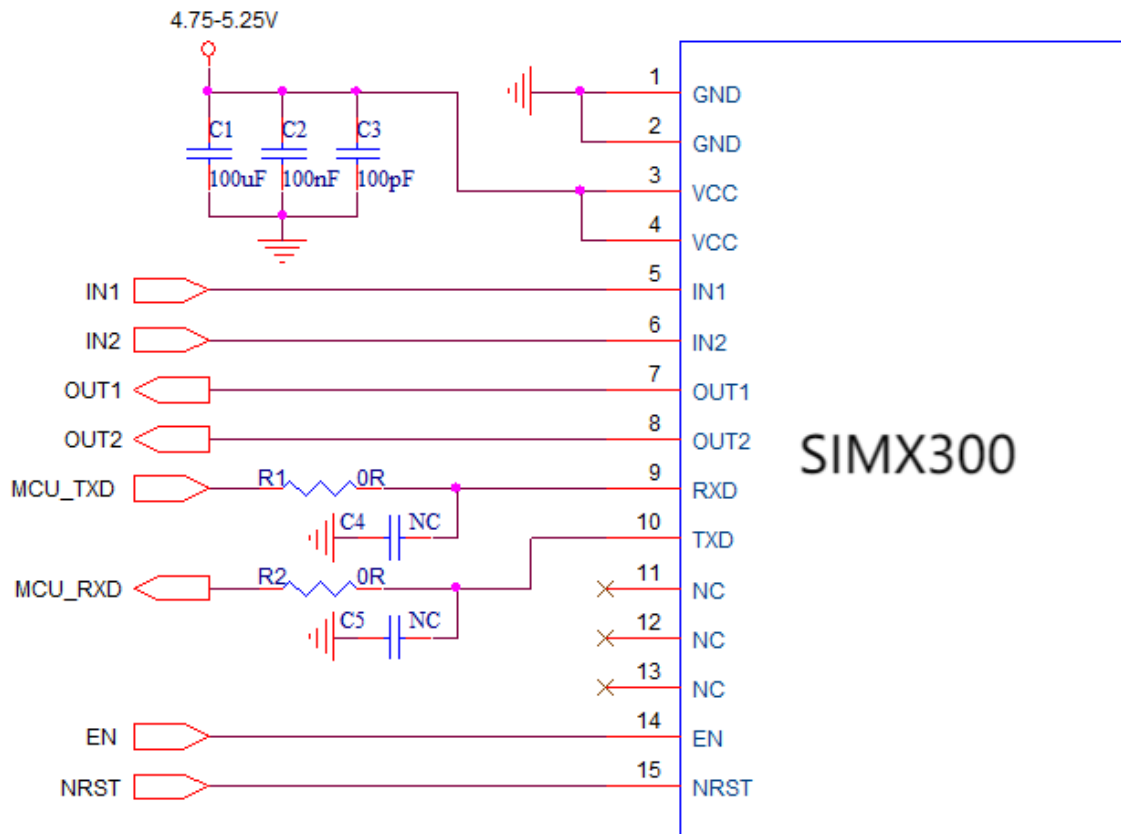 4.75-5.25V
C1 C2 C3
100uF 100nF 100pF
1 GND
2 GND
3 VCC
4 VCC
IN1 5 IN1
IN2 6 IN2
OUT1 7 OUT1
OUT2 8 OUT2
SIMX300
MCU_TXD R1 0R 9 RXD
C4 NC 10 TXD
MCU_RXD R2 0R 11 NC
C5 NC 12 NC
13 NC
EN 14 EN
NRST 15 NRST